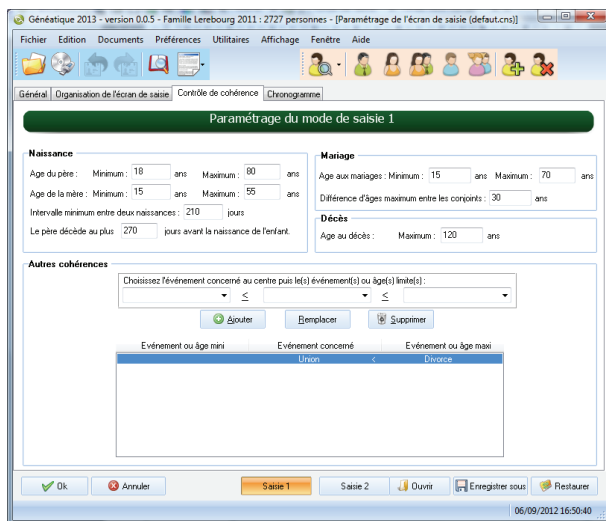 Généatique 2013 - version 0.0.5 - Famille Lerebourg 2011 : 2727 personnes - [Paramétrage de l'écran de saisie (defaut.cns)]
Fichier Edition Documents Préférences Utilitaires Affichage Fenêtre Aide
Général Organisation de l'écran de saisie Contrôle de cohérence Chronogramme
Paramétrage du mode de saisie 1
Naissance
Age du père : Minimum : 18 ans Maximum : 80 ans
Age de la mère : Minimum : 15 ans Maximum : 55 ans
Intervalle minimum entre deux naissances : 210 jours
Le père décède au plus 270 jours avant la naissance de l'enfant.
Mariage
Age aux mariages : Minimum : 15 ans Maximum : 70 ans
Différence d'âges maximum entre les conjoints : 30 ans
Décès
Age au décès : Maximum : 120 ans
Autres cohérences
Choisissez l'événement concerné au centre puis le(s) événement(s) ou âge(s) limite(s) :
≤ ≤
Ajouter Remplacer Supprimer
Evénement ou âge mini Evénement concerné Evénement ou âge maxi
Union < Divorce
Ok Annuler Saisie 1 Saisie 2 Ouvrir Enregistrer sous Restaurer
06/09/2012 16:50:40